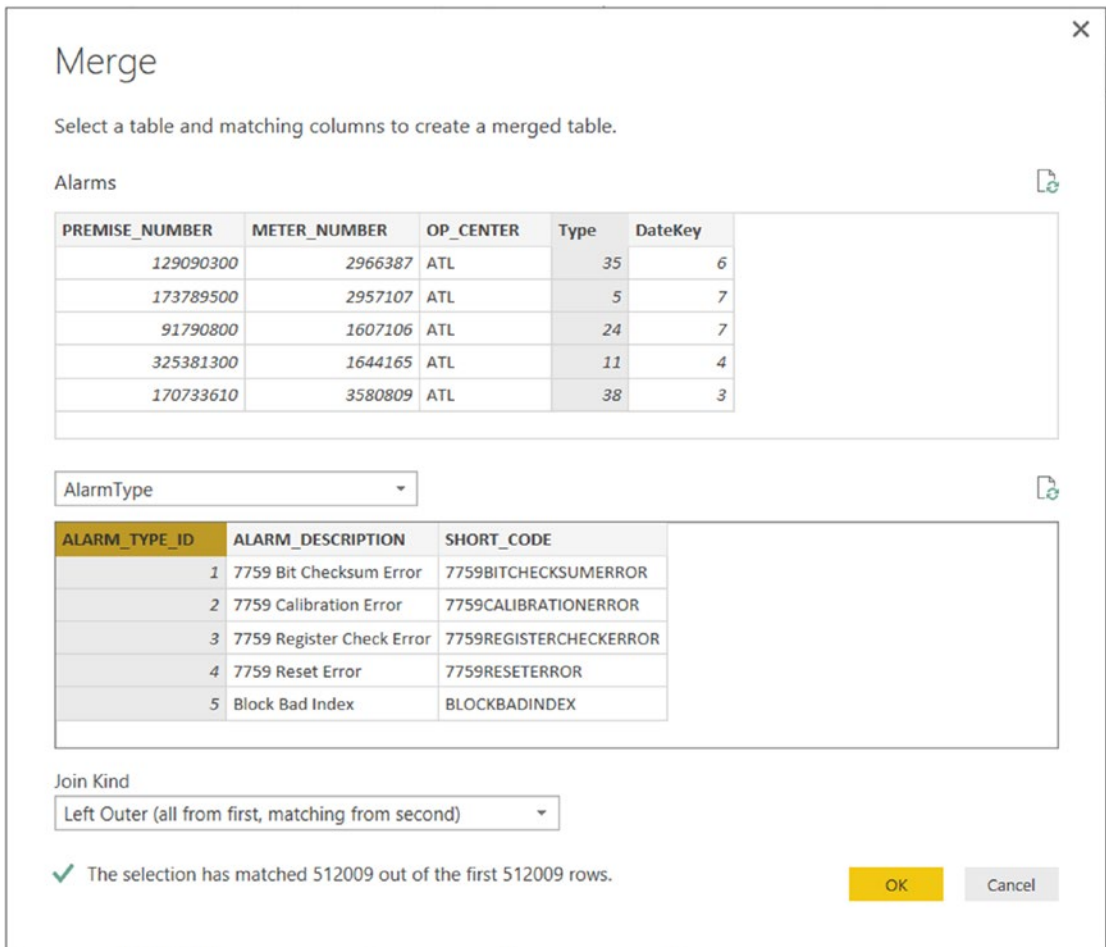 Merge
Select a table and matching columns to create a merged table.
Alarms
PREMISE_NUMBER METER_NUMBER OP_CENTER Type DateKey
129090300 2966387 ATL 35 6
173789500 2957107 ATL 5 7
91790800 1607106 ATL 24 7
325381300 1644165 ATL 11 4
170733610 3580809 ATL 38 3
AlarmType
ALARM_TYPE_ID ALARM_DESCRIPTION SHORT_CODE
1 7759 Bit Checksum Error 7759BITCHECKSUMERROR
2 7759 Calibration Error 7759CALIBRATIONERROR
3 7759 Register Check Error 7759REGISTERCHECKERROR
4 7759 Reset Error 7759RESETERROR
5 Block Bad Index BLOCKBADINDEX
Join Kind
Left Outer (all from first, matching from second)
The selection has matched 512009 out of the first 512009 rows.
OK Cancel